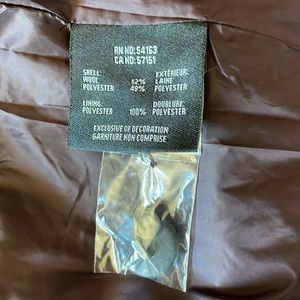 RN NO: 54163
CA NO: 57151
SHELL: EXTÉRIEUR:
WOOL 52% LAINE
POLYESTER 48% POLYESTER
LINING: DOUBLURE:
POLYESTER 100% POLYESTER
EXCLUSIVE OF DECORATION
GARNITURE NON COMPRISE